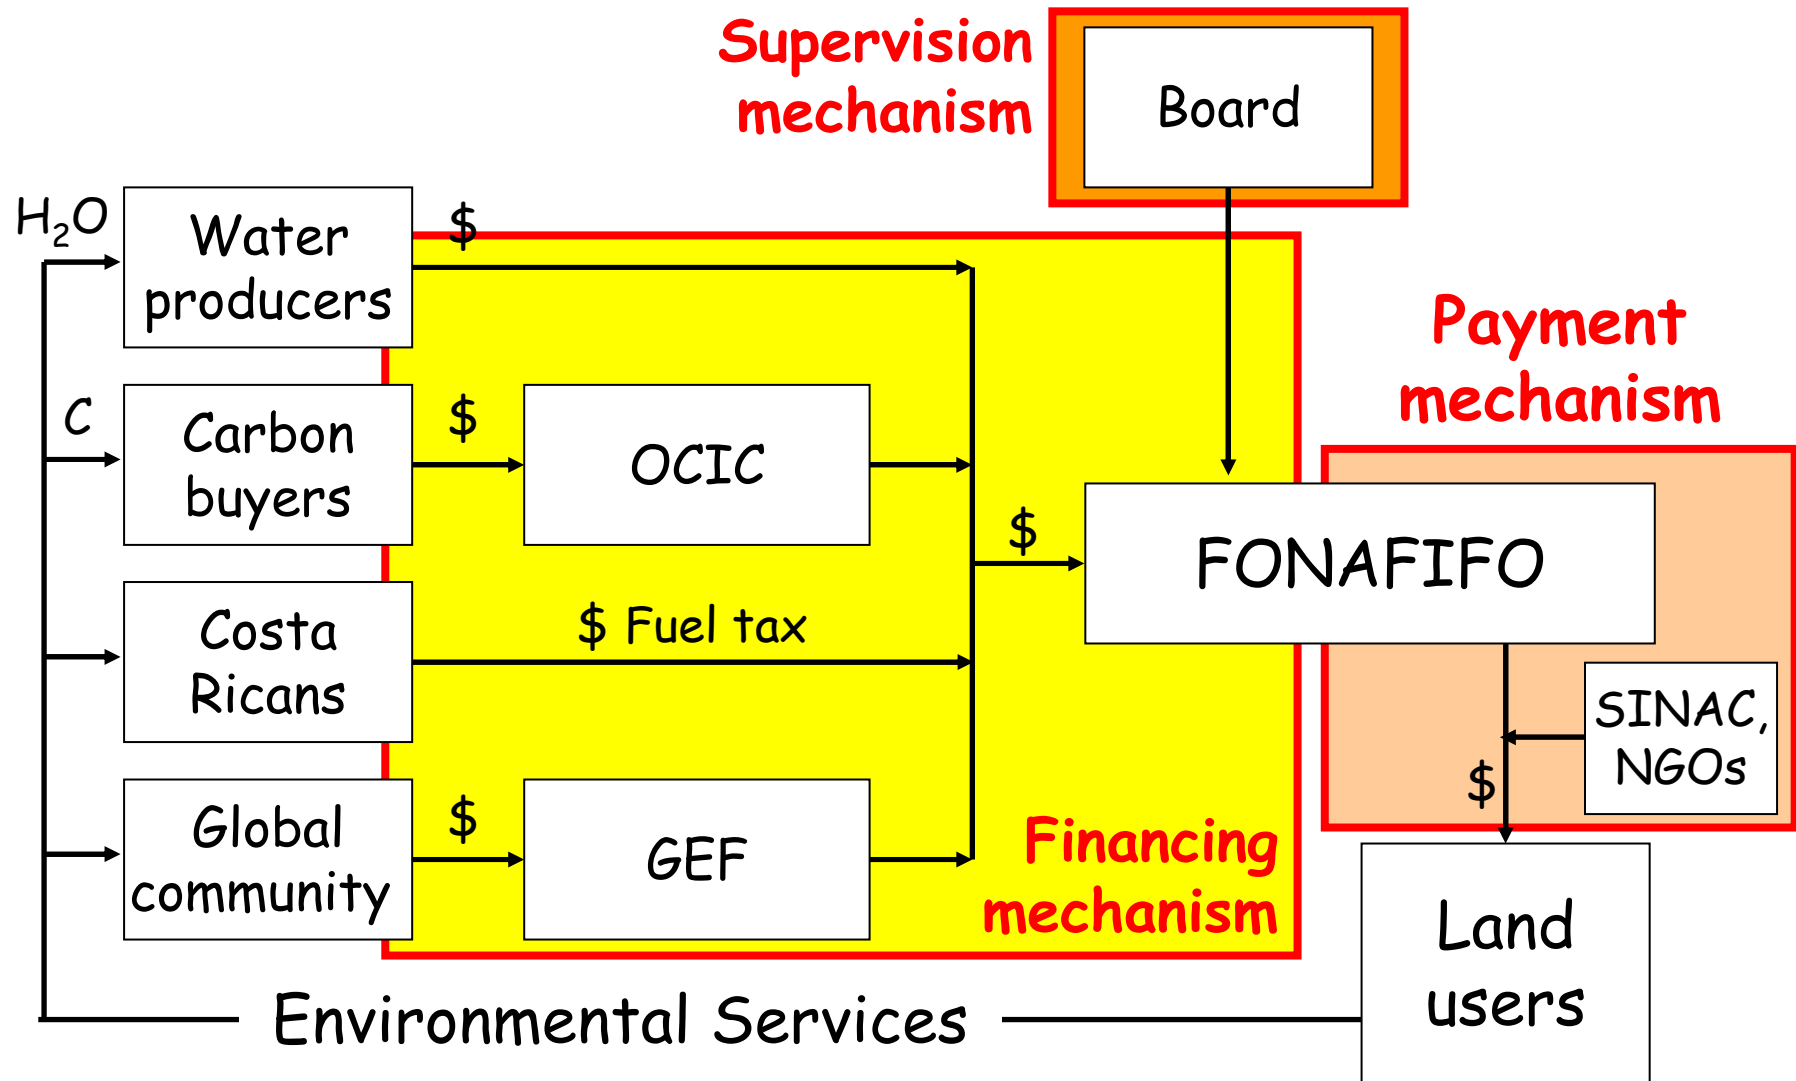 Supervision
mechanism
Board
H₂O
Water
producers
$
Payment
mechanism
C
Carbon
buyers
$
OCIC
$
FONAFIFO
Costa
Ricans
$ Fuel tax
SINAC,
NGOs
$
Global
community
$
GEF
Financing
mechanism
Land
users
Environmental Services